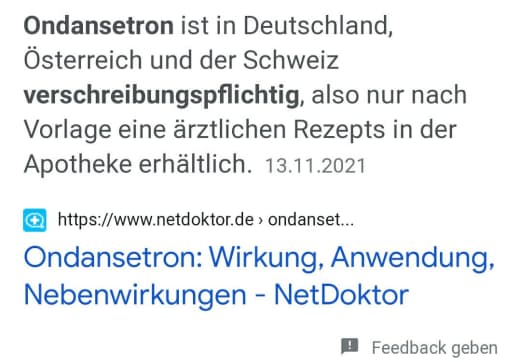 Ondansetron ist in Deutschland,
Österreich und der Schweiz
verschreibungspflichtig, also nur nach
Vorlage eine ärztlichen Rezepts in der
Apotheke erhältlich. 13.11.2021
https://www.netdoktor.de › ondanset...
Ondansetron: Wirkung, Anwendung,
Nebenwirkungen - NetDoktor
Feedback geben